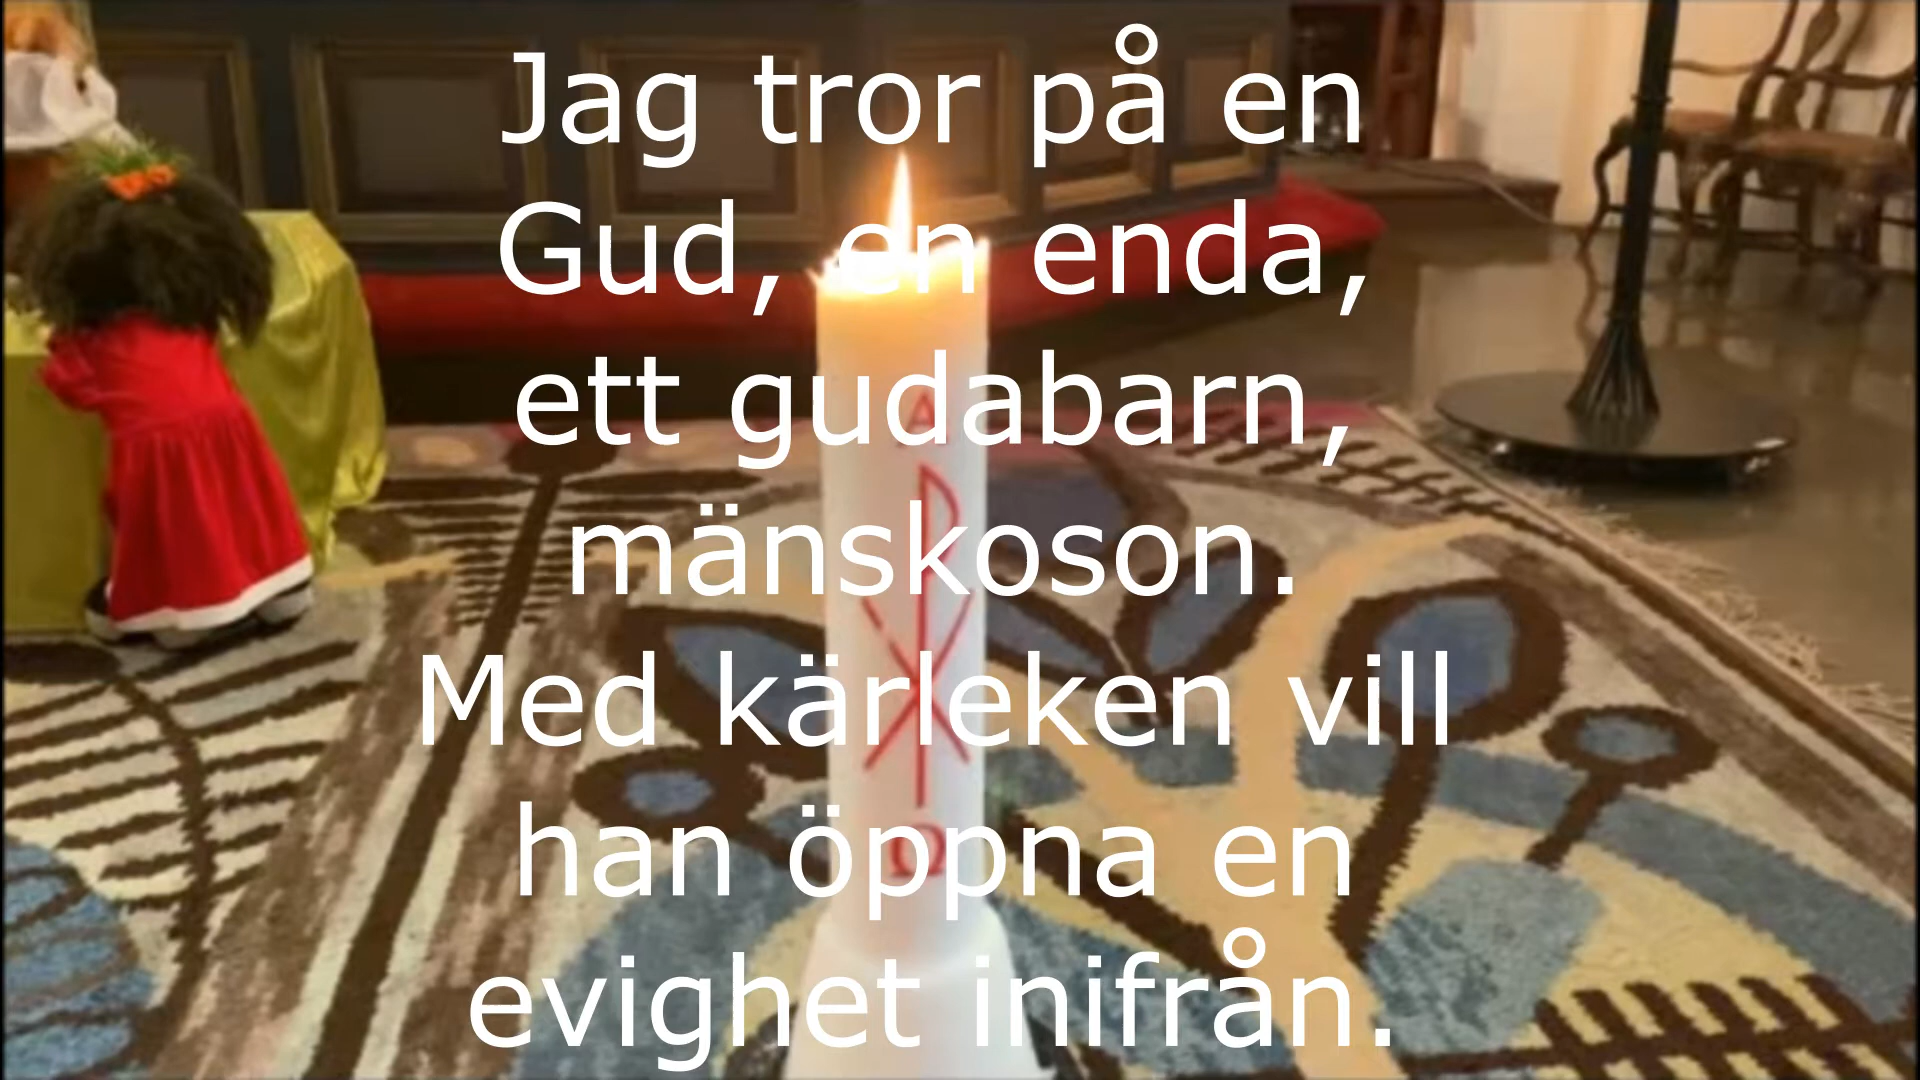 Jag tror på en
Gud, en enda,
ett gudabarn,
mänskoson.
Med kärleken vill
han öppna en
evighet inifrån.
Α
Ω